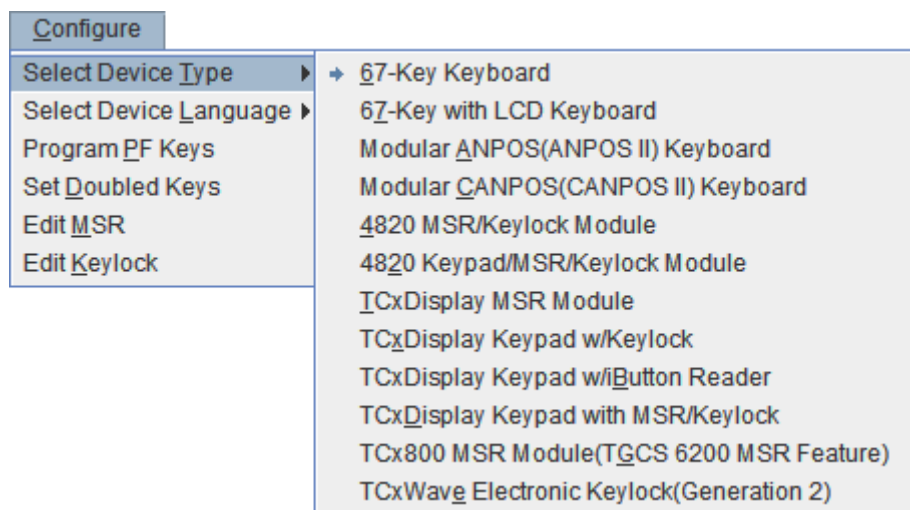 Configure
Select Device Type
Select Device Language
Program PF Keys
Set Doubled Keys
Edit MSR
Edit Keylock
67-Key Keyboard
67-Key with LCD Keyboard
Modular ANPOS(ANPOS II) Keyboard
Modular CANPOS(CANPOS II) Keyboard
4820 MSR/Keylock Module
4820 Keypad/MSR/Keylock Module
TCxDisplay MSR Module
TCxDisplay Keypad w/Keylock
TCxDisplay Keypad w/iButton Reader
TCxDisplay Keypad with MSR/Keylock
TCx800 MSR Module(TGCS 6200 MSR Feature)
TCxWave Electronic Keylock(Generation 2)